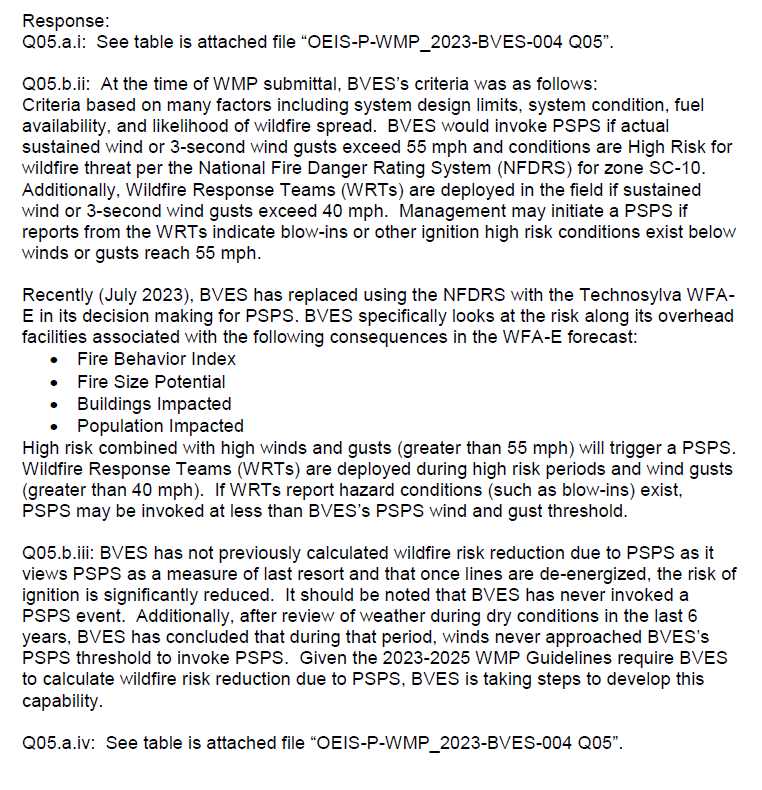 Response:
Q05.a.i:  See table is attached file “OEIS-P-WMP_2023-BVES-004 Q05”.
Q05.b.ii:  At the time of WMP submittal, BVES’s criteria was as follows:
Criteria based on many factors including system design limits, system condition, fuel
availability, and likelihood of wildfire spread.  BVES would invoke PSPS if actual
sustained wind or 3-second wind gusts exceed 55 mph and conditions are High Risk for
wildfire threat per the National Fire Danger Rating System (NFDRS) for zone SC-10.
Additionally, Wildfire Response Teams (WRTs) are deployed in the field if sustained
wind or 3-second wind gusts exceed 40 mph.  Management may initiate a PSPS if
reports from the WRTs indicate blow-ins or other ignition high risk conditions exist below
winds or gusts reach 55 mph.
Recently (July 2023), BVES has replaced using the NFDRS with the Technosylva WFA-
E in its decision making for PSPS. BVES specifically looks at the risk along its overhead
facilities associated with the following consequences in the WFA-E forecast:
• Fire Behavior Index
• Fire Size Potential
• Buildings Impacted
• Population Impacted
High risk combined with high winds and gusts (greater than 55 mph) will trigger a PSPS.
Wildfire Response Teams (WRTs) are deployed during high risk periods and wind gusts
(greater than 40 mph).  If WRTs report hazard conditions (such as blow-ins) exist,
PSPS may be invoked at less than BVES’s PSPS wind and gust threshold.
Q05.b.iii: BVES has not previously calculated wildfire risk reduction due to PSPS as it
views PSPS as a measure of last resort and that once lines are de-energized, the risk of
ignition is significantly reduced.  It should be noted that BVES has never invoked a
PSPS event.  Additionally, after review of weather during dry conditions in the last 6
years, BVES has concluded that during that period, winds never approached BVES’s
PSPS threshold to invoke PSPS.  Given the 2023-2025 WMP Guidelines require BVES
to calculate wildfire risk reduction due to PSPS, BVES is taking steps to develop this
capability.
Q05.a.iv:  See table is attached file “OEIS-P-WMP_2023-BVES-004 Q05”.